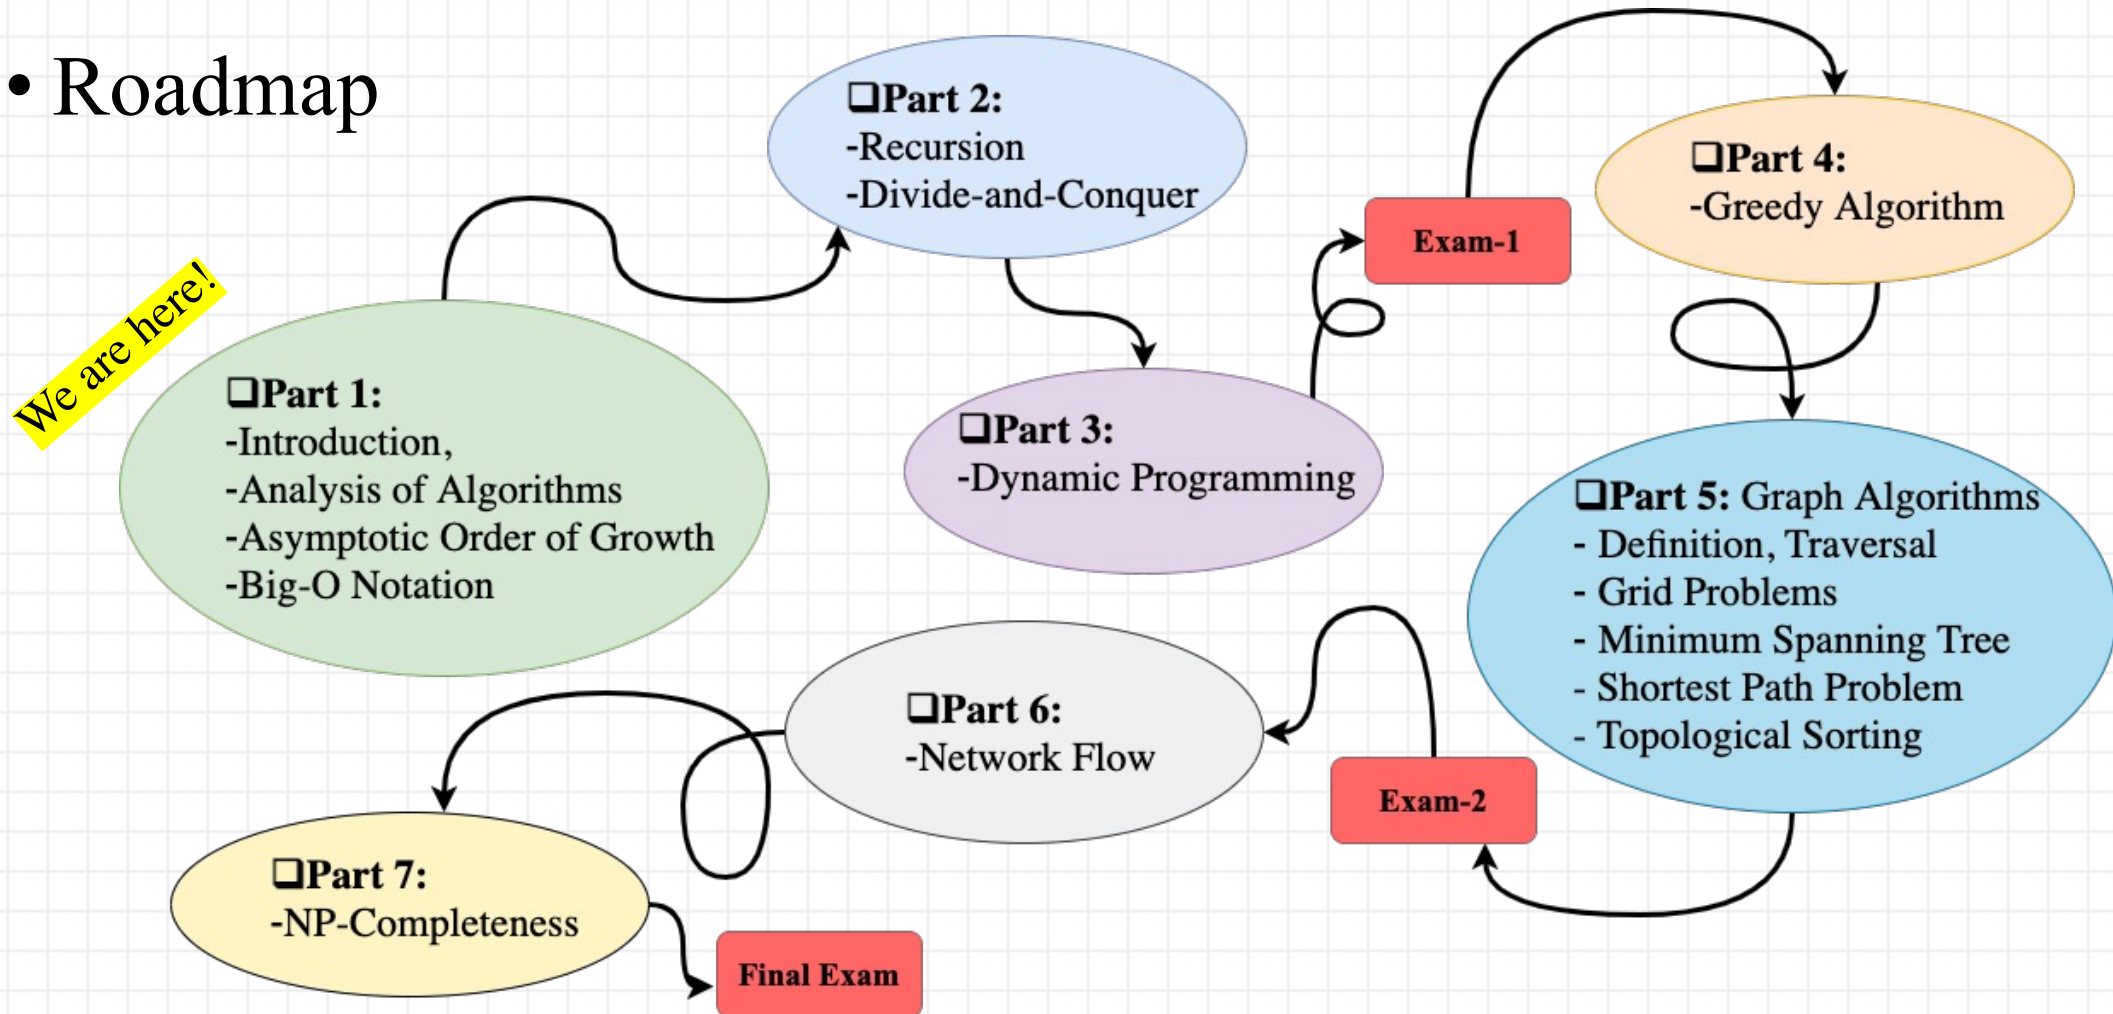 • Roadmap
We are here!
❑Part 1:
-Introduction,
-Analysis of Algorithms
-Asymptotic Order of Growth
-Big-O Notation
❑Part 2:
-Recursion
-Divide-and-Conquer
❑Part 3:
-Dynamic Programming
Exam-1
❑Part 4:
-Greedy Algorithm
❑Part 5: Graph Algorithms
- Definition, Traversal
- Grid Problems
- Minimum Spanning Tree
- Shortest Path Problem
- Topological Sorting
Exam-2
❑Part 6:
-Network Flow
❑Part 7:
-NP-Completeness
Final Exam